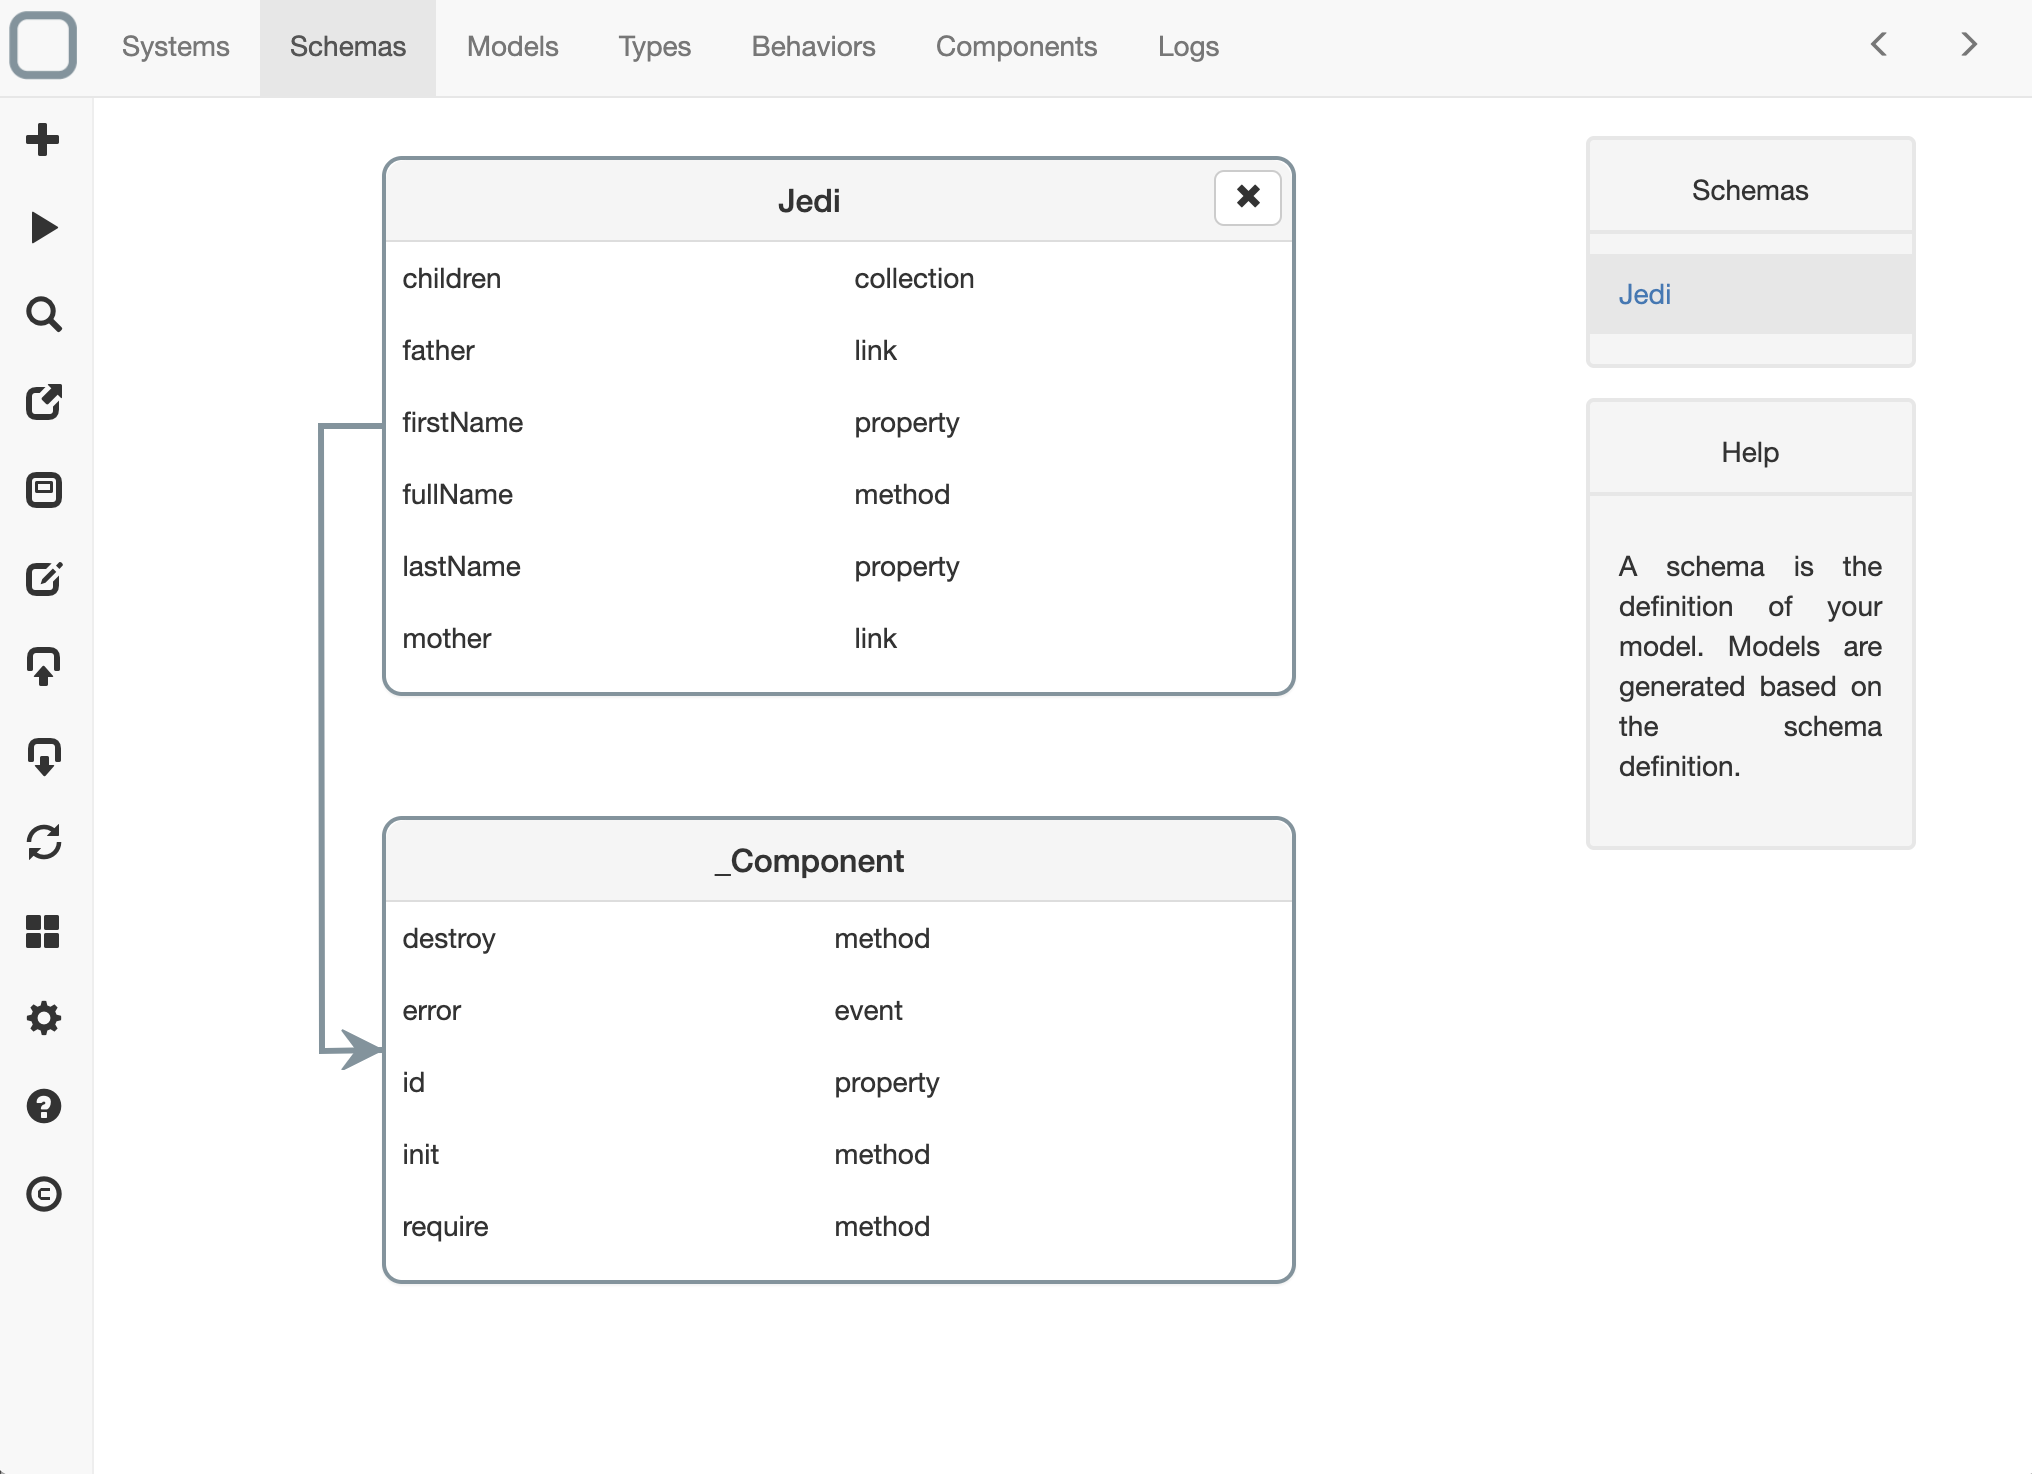 Systems Schemas Models Types Behaviors Components Logs
Jedi
children collection
father link
firstName property
fullName method
lastName property
mother link
_Component
destroy method
error event
id property
init method
require method
Schemas
Jedi
Help
A schema is the
definition of your
model. Models are
generated based on
the schema
definition.